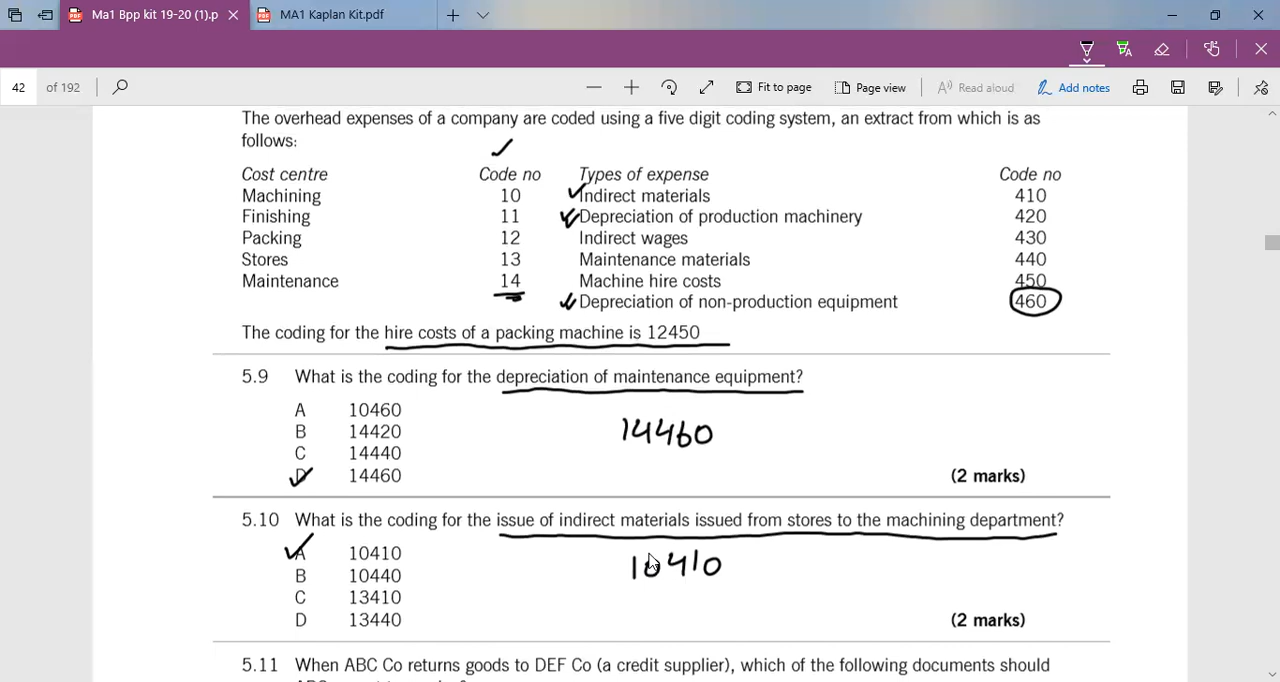 Ma1 Bpp kit 19-20 (1).p MA1 Kaplan Kit.pdf
42 of 192 Fit to page Page view Read aloud Add notes
The overhead expenses of a company are coded using a five digit coding system, an extract from which is as
follows:
Cost centre Code no Types of expense Code no
Machining 10 Indirect materials 410
Finishing 11 Depreciation of production machinery 420
Packing 12 Indirect wages 430
Stores 13 Maintenance materials 440
Maintenance 14 Machine hire costs 450
Depreciation of non-production equipment 460
The coding for the hire costs of a packing machine is 12450
5.9 What is the coding for the depreciation of maintenance equipment?
A 10460
B 14420
14460
C 14440
D 14460 (2 marks)
5.10 What is the coding for the issue of indirect materials issued from stores to the machining department?
A 10410
10410
B 10440
C 13410
D 13440 (2 marks)
5.11 When ABC Co returns goods to DEF Co (a credit supplier), which of the following documents should